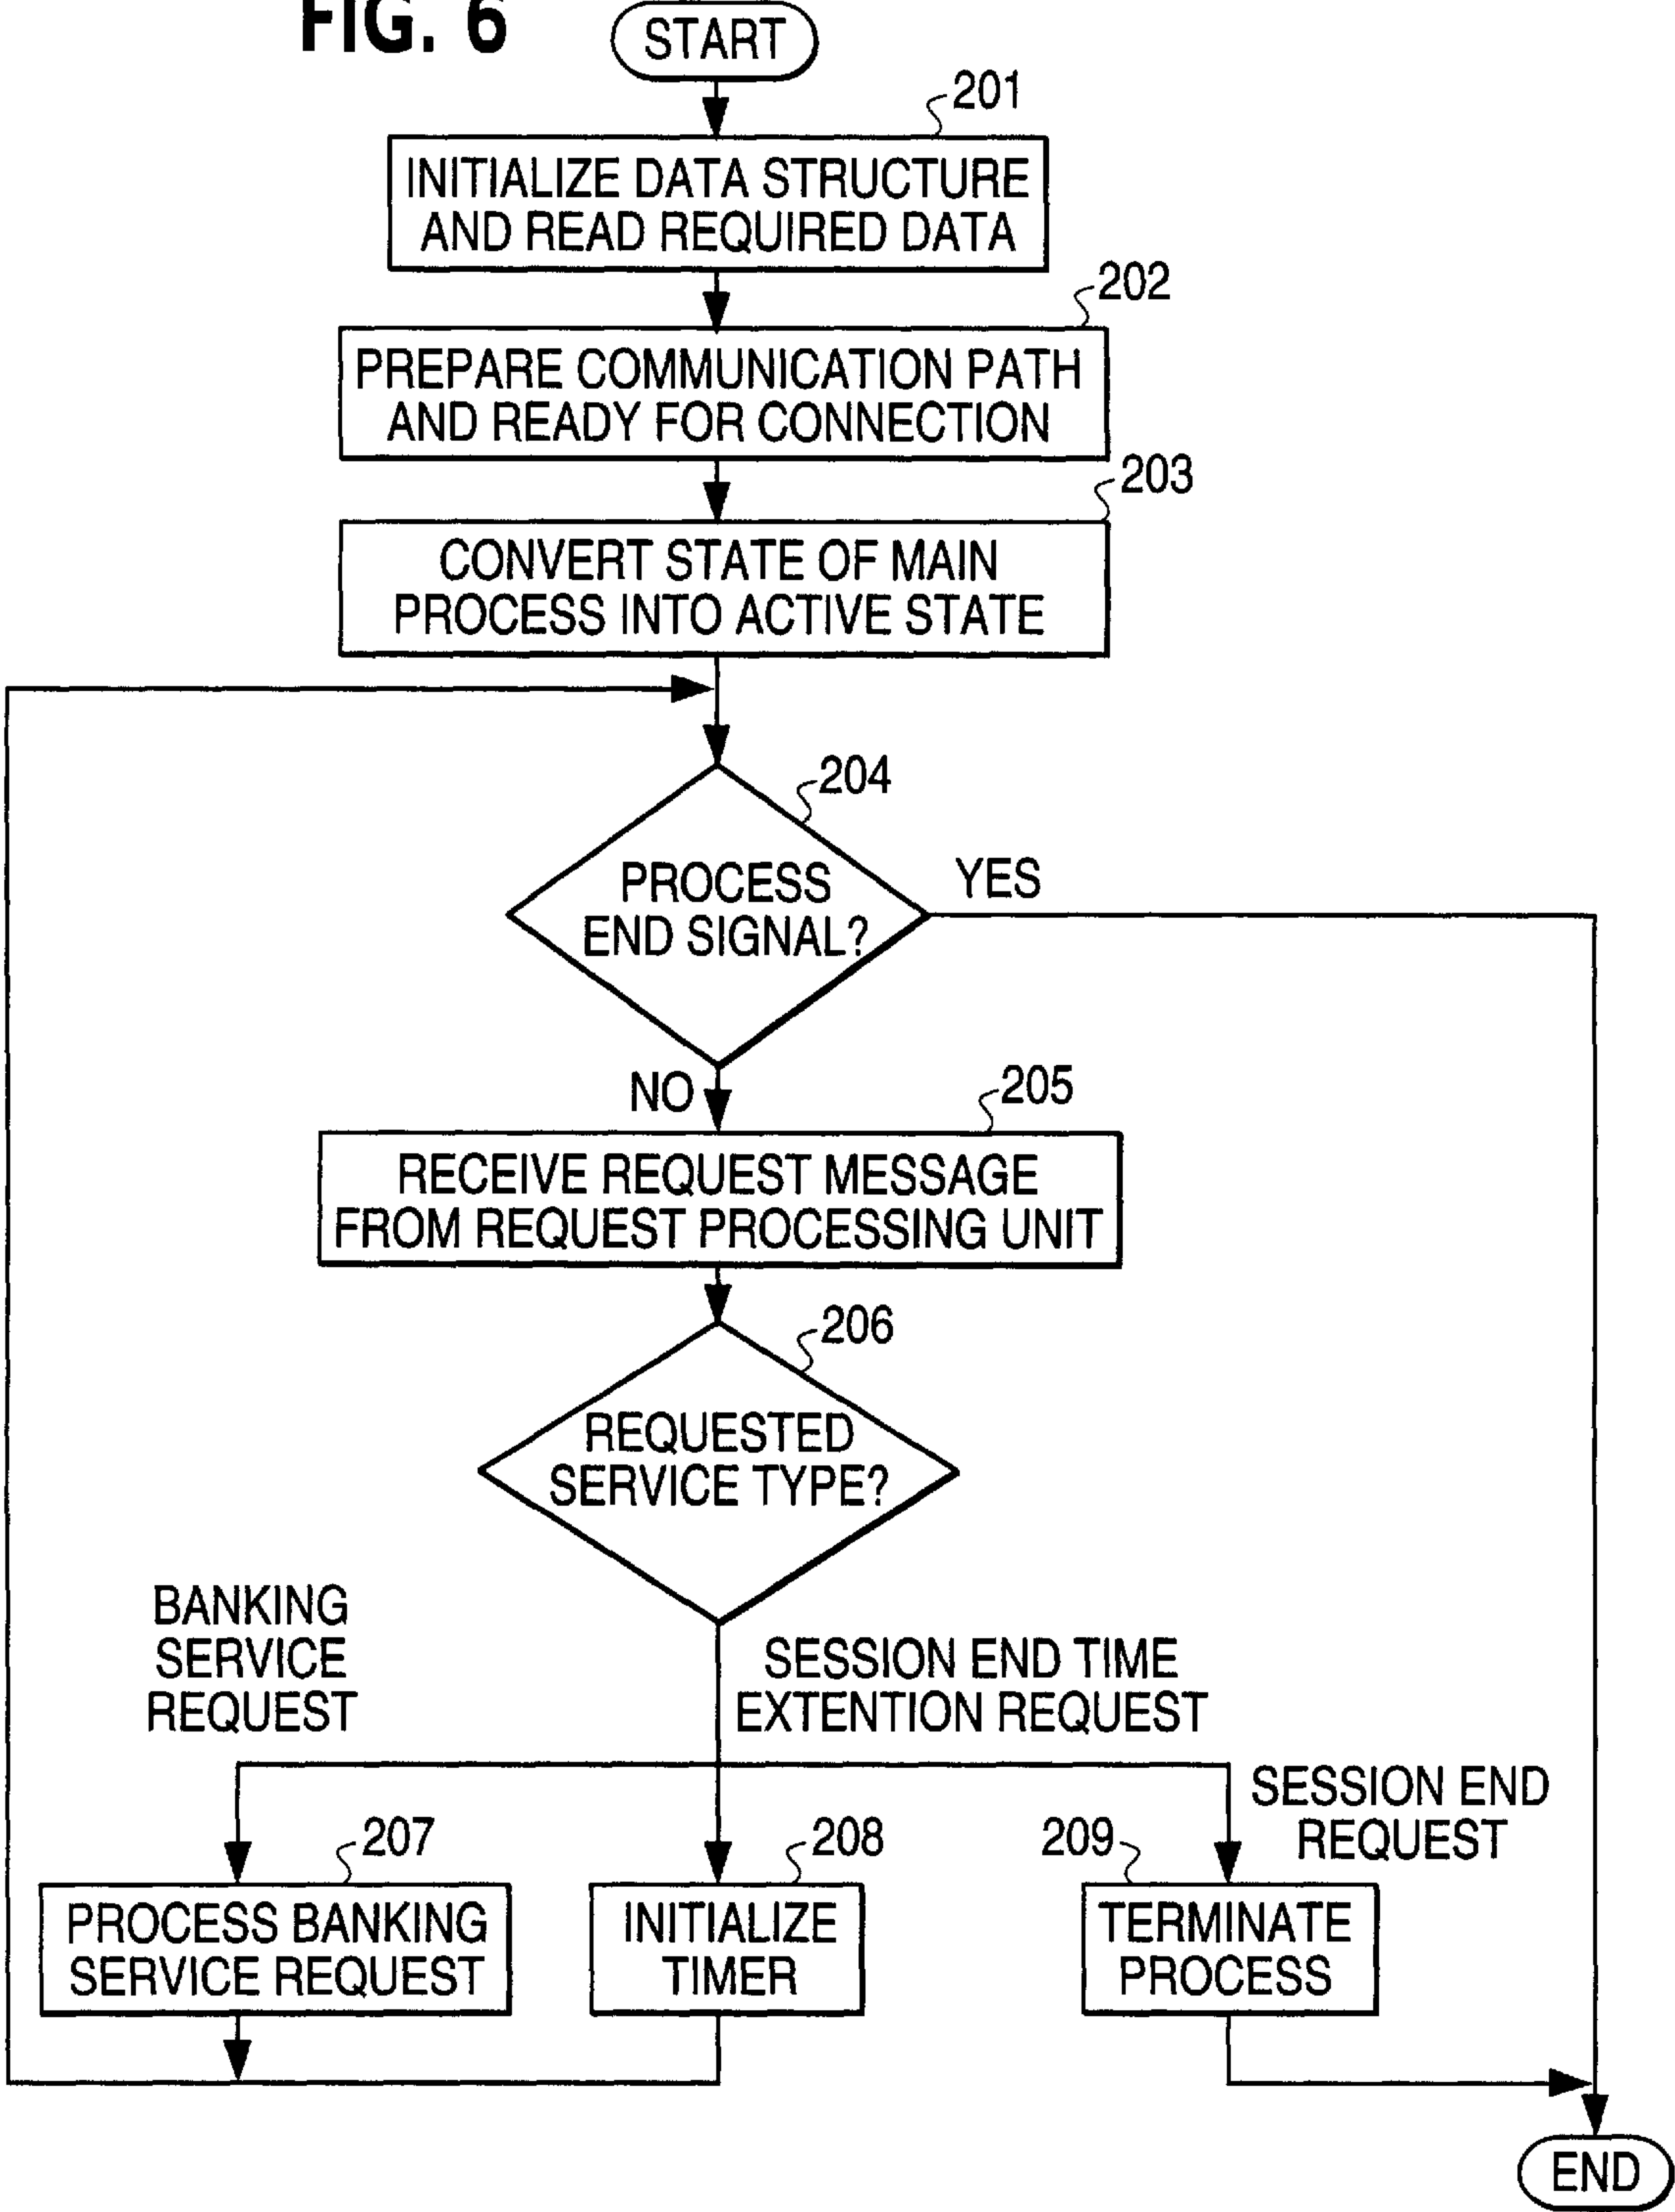 FIG. 6
START
201
INITIALIZE DATA STRUCTURE
AND READ REQUIRED DATA
202
PREPARE COMMUNICATION PATH
AND READY FOR CONNECTION
203
CONVERT STATE OF MAIN
PROCESS INTO ACTIVE STATE
204
PROCESS
END SIGNAL?
YES
NO
205
RECEIVE REQUEST MESSAGE
FROM REQUEST PROCESSING UNIT
206
REQUESTED
SERVICE TYPE?
BANKING
SERVICE
REQUEST
SESSION END TIME
EXTENTION REQUEST
SESSION END
REQUEST
207
PROCESS BANKING
SERVICE REQUEST
208
INITIALIZE
TIMER
209
TERMINATE
PROCESS
END